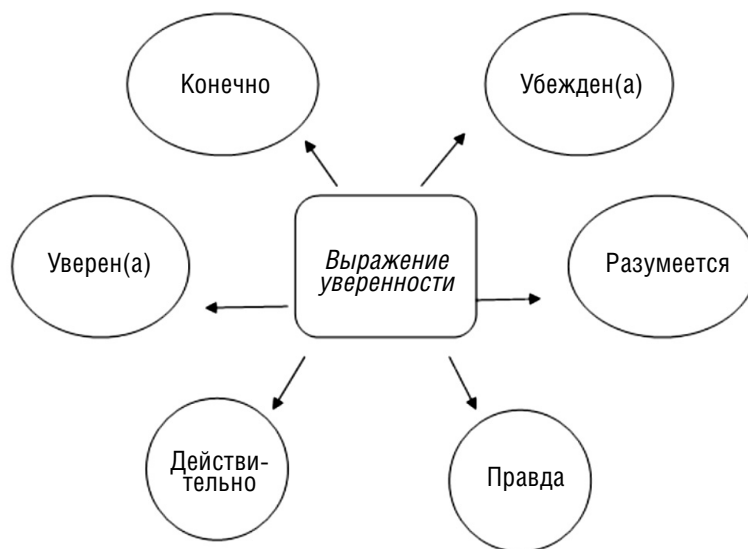 Конечно
Убежден(а)
Выражение
уверенности
Уверен(а)
Разумеется
Действи-
тельно
Правда